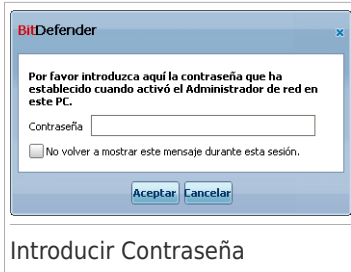 BitDefender
Por favor introduzca aquí la contraseña que ha
establecido cuando activó el Administrador de red en
este PC.
Contraseña
No volver a mostrar este mensaje durante esta sesión.
Aceptar Cancelar
Introducir Contraseña